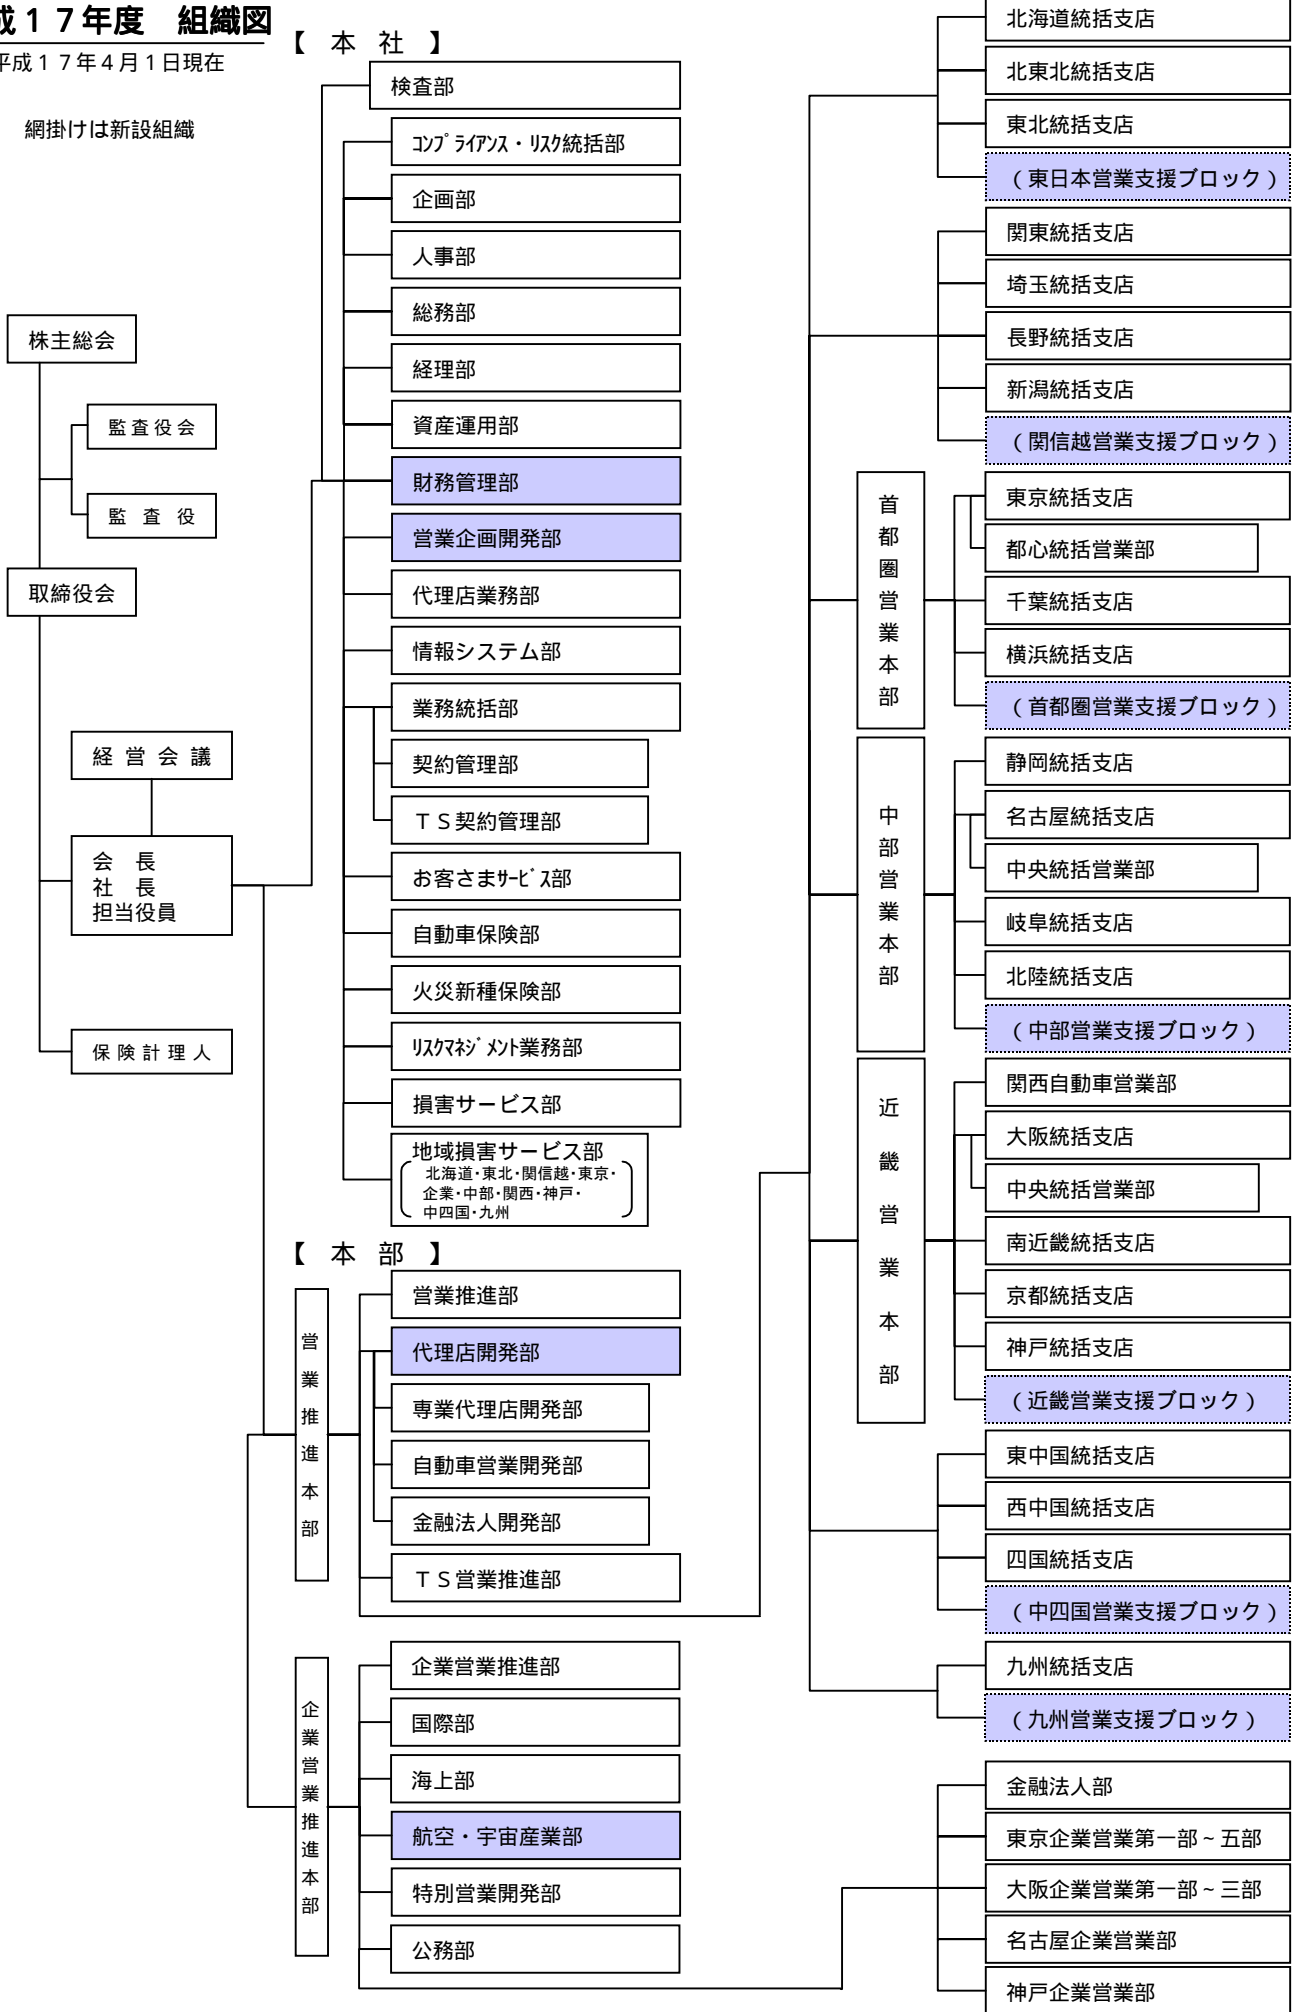 成１７年度　組織図
平成１７年４月１日現在
網掛けは新設組織
株主総会
監査役会
監査役
取締役会
経営会議
会　長
社　長
担当役員
保険計理人
【　本　社　】
検査部
ｺﾝﾌﾟﾗｲｱﾝｽ・ﾘｽｸ統括部
企画部
人事部
総務部
経理部
資産運用部
財務管理部
営業企画開発部
代理店業務部
情報システム部
業務統括部
契約管理部
ＴＳ契約管理部
お客さまｻｰﾋﾞｽ部
自動車保険部
火災新種保険部
ﾘｽｸﾏﾈｼﾞﾒﾝﾄ業務部
損害サービス部
地域損害サービス部
北海道・東北・関信越・東京・
企業・中部・関西・神戸・
中四国・九州
【　本　部　】
営業推進本部
営業推進部
代理店開発部
専業代理店開発部
自動車営業開発部
金融法人開発部
ＴＳ営業推進部
企業営業推進本部
企業営業推進部
国際部
海上部
航空・宇宙産業部
特別営業開発部
公務部
北海道統括支店
北東北統括支店
東北統括支店
（東日本営業支援ブロック）
関東統括支店
埼玉統括支店
長野統括支店
新潟統括支店
（関信越営業支援ブロック）
首都圏営業本部
東京統括支店
都心統括営業部
千葉統括支店
横浜統括支店
（首都圏営業支援ブロック）
中部営業本部
静岡統括支店
名古屋統括支店
中央統括営業部
岐阜統括支店
北陸統括支店
（中部営業支援ブロック）
近畿営業本部
関西自動車営業部
大阪統括支店
中央統括営業部
南近畿統括支店
京都統括支店
神戸統括支店
（近畿営業支援ブロック）
東中国統括支店
西中国統括支店
四国統括支店
（中四国営業支援ブロック）
九州統括支店
（九州営業支援ブロック）
金融法人部
東京企業営業第一部～五部
大阪企業営業第一部～三部
名古屋企業営業部
神戸企業営業部